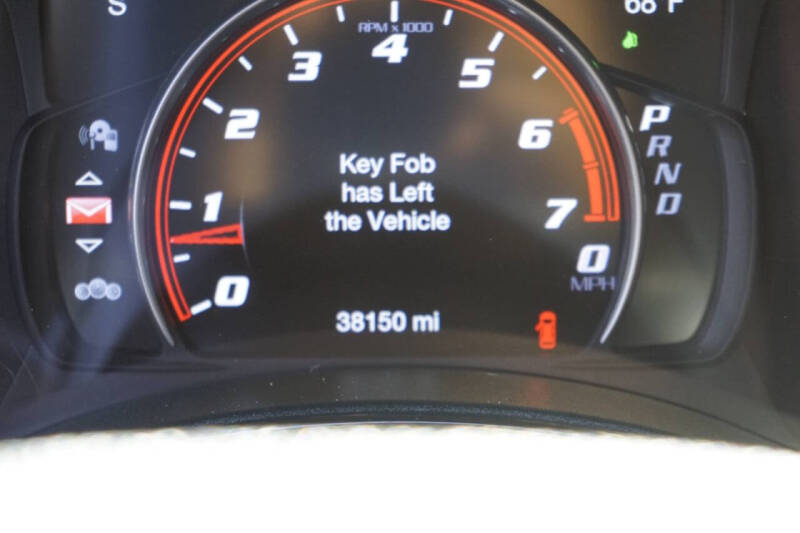 S
68°F
RPM x 1000
4
3
5
2
6
1
7
0
Key Fob
has Left
the Vehicle
P
R
N
D
0
MPH
38150 mi